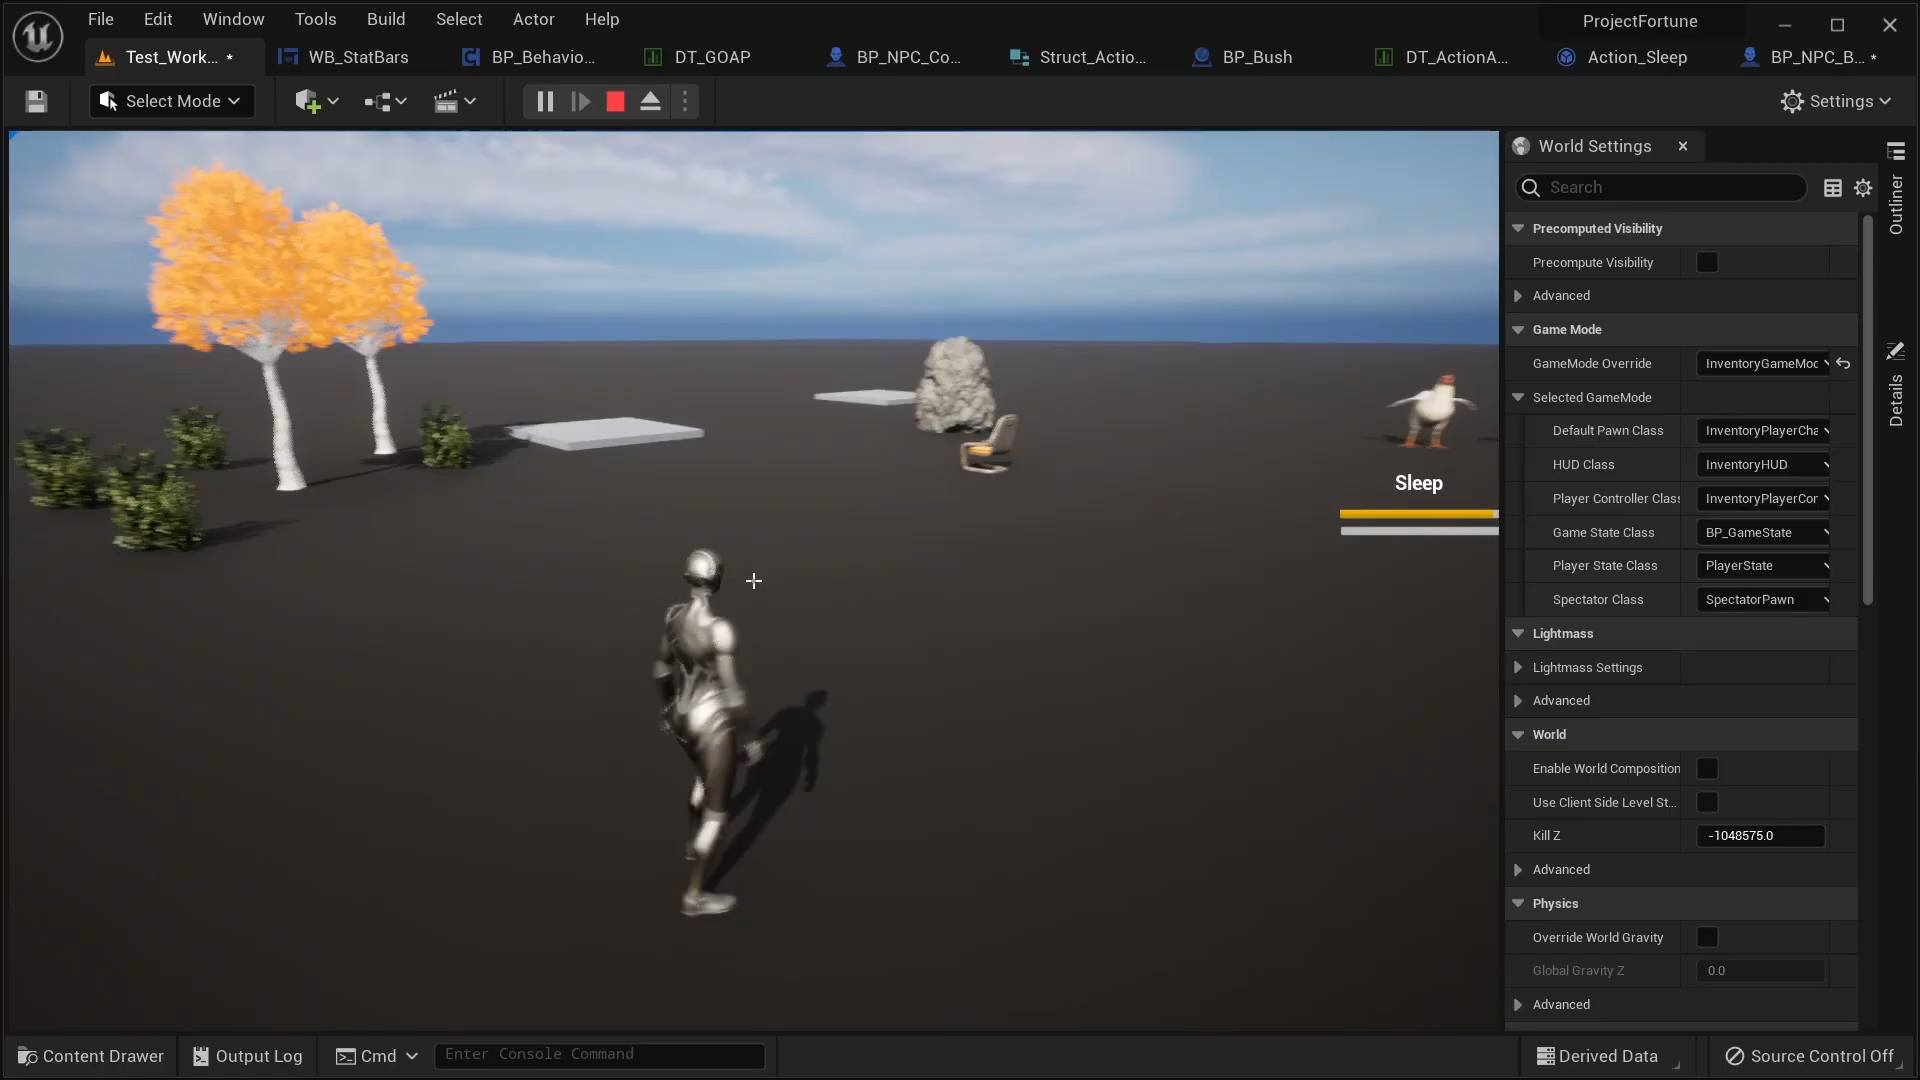 File Edit Window Tools Build Select Actor Help
ProjectFortune
Test_Work... *
WB_StatBars
BP_Behavio...
DT_GOAP
BP_NPC_Co...
Struct_Actio...
BP_Bush
DT_ActionA...
Action_Sleep
BP_NPC_B... *
Select Mode
Settings
World Settings
Search
Outliner
Details
Precomputed Visibility
Precompute Visibility
Advanced
Game Mode
GameMode Override InventoryGameMod
Selected GameMode
Default Pawn Class InventoryPlayerCha
HUD Class InventoryHUD
Player Controller Class InventoryPlayerCor
Game State Class BP_GameState
Player State Class PlayerState
Spectator Class SpectatorPawn
Lightmass
Lightmass Settings
Advanced
World
Enable World Composition
Use Client Side Level St...
Kill Z -1048575.0
Advanced
Physics
Override World Gravity
Global Gravity Z 0.0
Advanced
Sleep
Content Drawer
Output Log
Cmd
Enter Console Command
Derived Data
Source Control Off